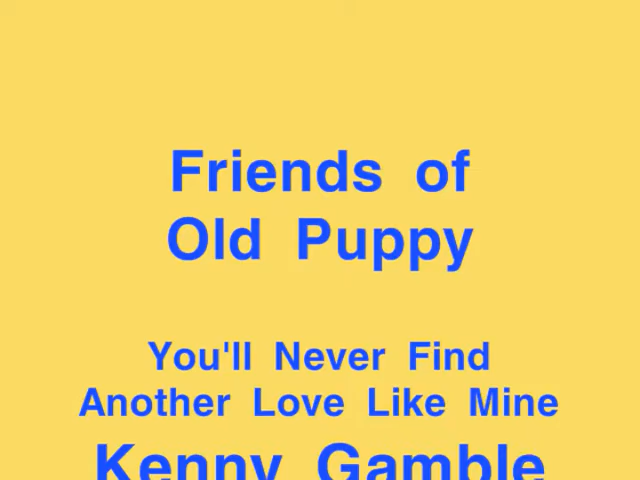 Friends of
Old Puppy
You'll Never Find
Another Love Like Mine
Kenny Gamble